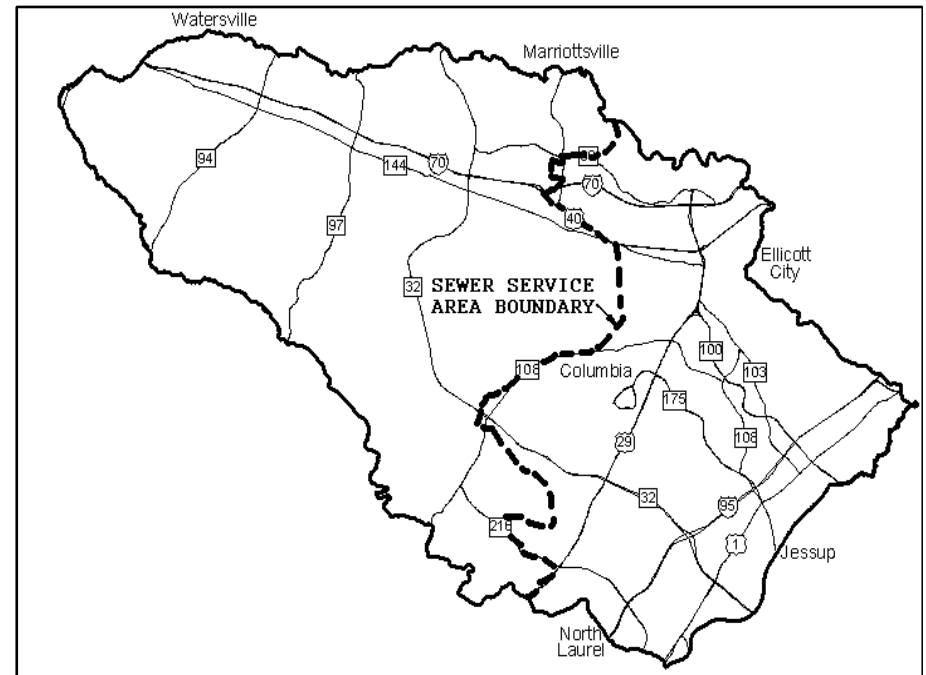 Watersville
Marriottsville
94
144
70
70
97
40
Ellicott
City
32
SEWER SERVICE
AREA BOUNDARY
108
Columbia
100
103
175
108
29
32
95
216
1
Jessup
North
Laurel